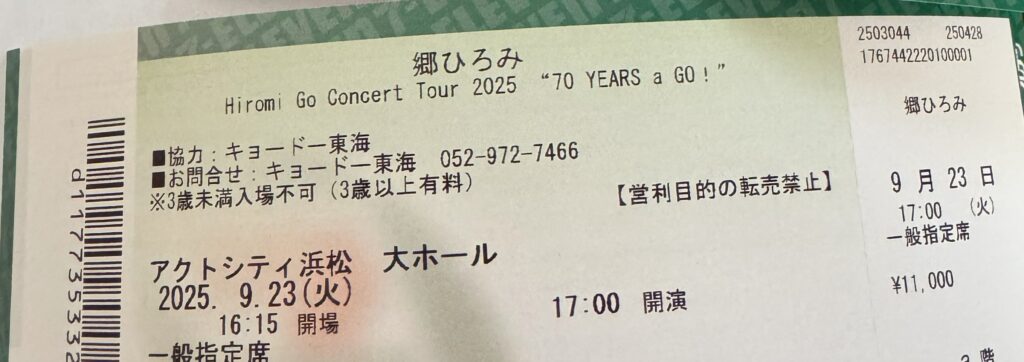 郷ひろみ
Hiromi Go Concert Tour 2025 “70 YEARS a GO！”
■協力：キョードー東海
■お問合せ：キョードー東海 052-972-7466
※3歳未満入場不可（3歳以上有料）
【営利目的の転売禁止】
アクトシティ浜松 大ホール
2025. 9.23(火)
16:15 開場
17:00 開演
一般指定席
2503044 250428
1767442220100001
郷ひろみ
9月23日
17:00 （火）
一般指定席
¥11,000
階